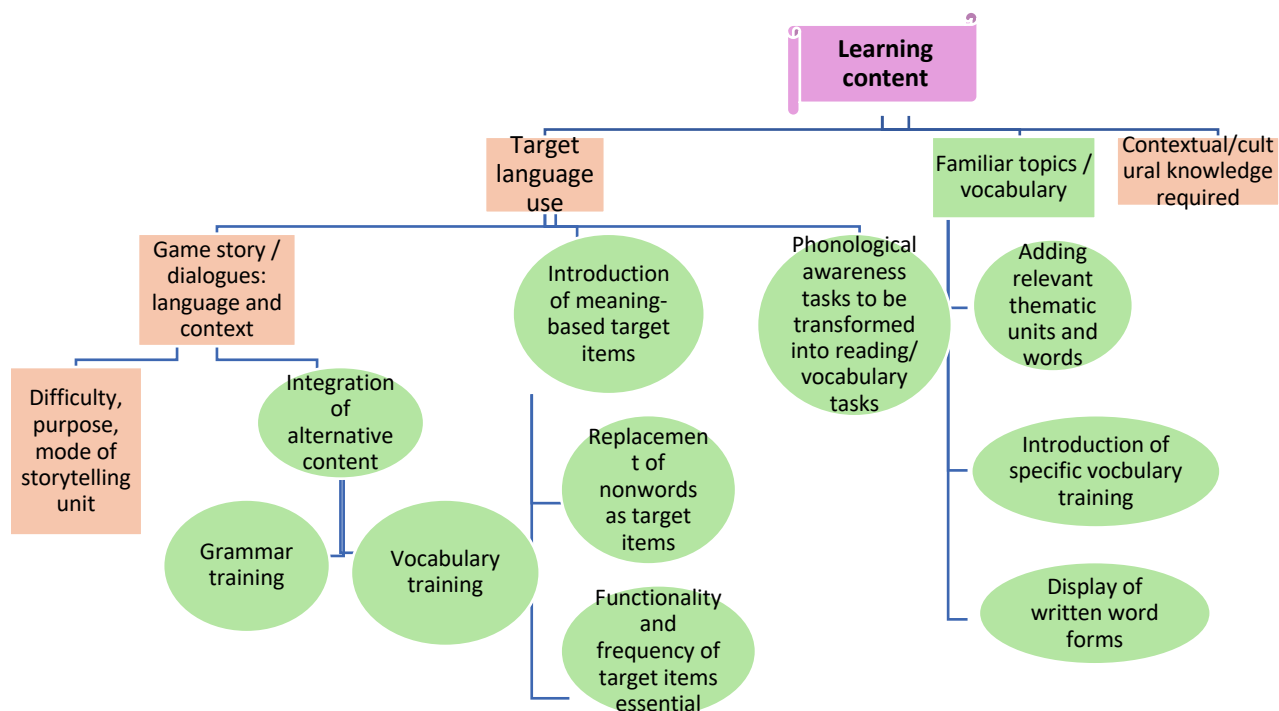 Learning
content
Target
language
use
Familiar topics /
vocabulary
Contextual/cult
ural knowledge
required
Game story /
dialogues:
language and
context
Introduction
of meaning-
based target
items
Phonological
awareness
tasks to be
transformed
into reading/
vocabulary
tasks
Adding
relevant
thematic
units and
words
Difficulty,
purpose,
mode of
storytelling
unit
Integration
of
alternative
content
Replacemen
t of
nonwords
as target
items
Introduction of
specific vocbulary
training
Grammar
training
Vocabulary
training
Functionality
and
frequency of
target items
essential
Display of
written word
forms